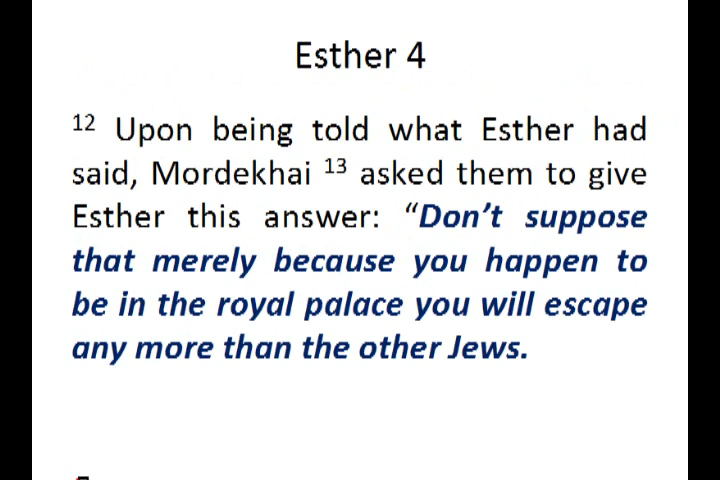 Esther 4
¹² Upon being told what Esther had
said, Mordekhai ¹³ asked them to give
Esther this answer: “Don’t suppose
that merely because you happen to
be in the royal palace you will escape
any more than the other Jews.